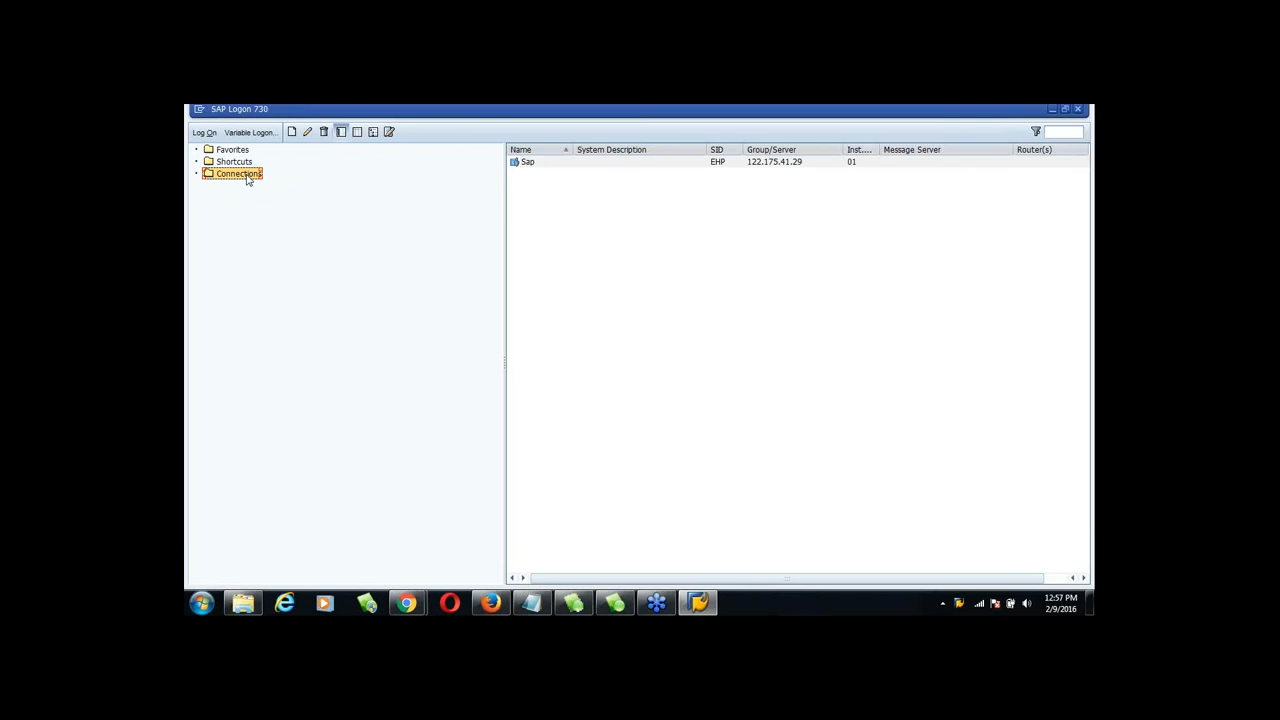 SAP Logon 730
Log On Variable Logon...
Favorites
Shortcuts
Connections
Name System Description SID Group/Server Inst.... Message Server Router(s)
Sap EHP 122.175.41.29 01
12:57 PM
2/9/2016